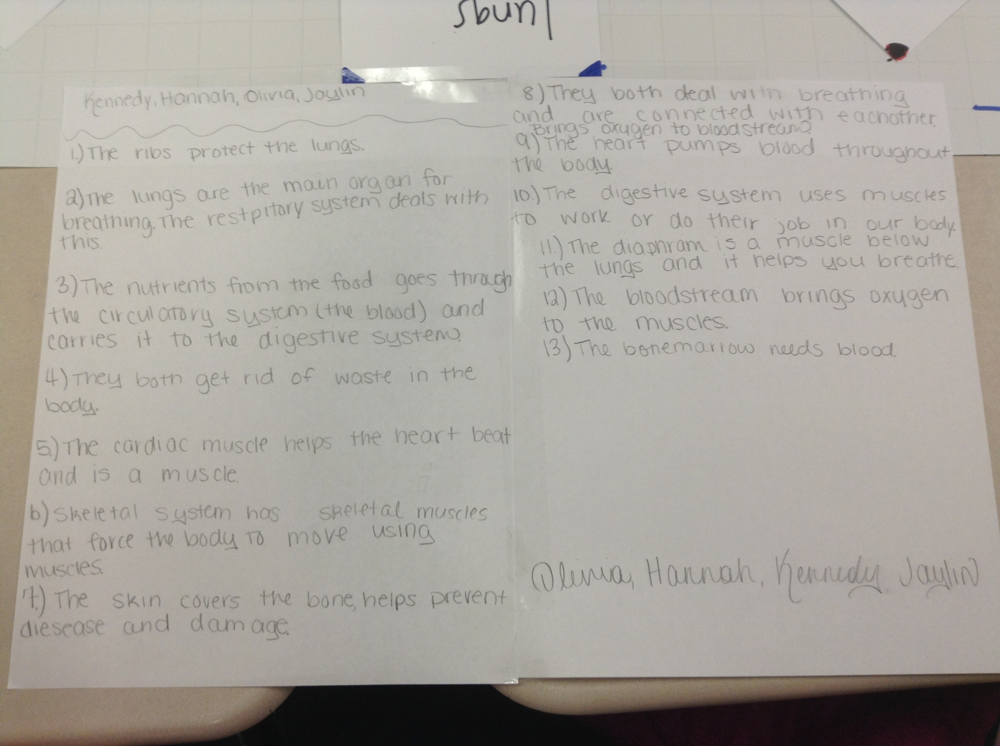 lungs
Kennedy, Hannah, Olivia, Jaylin
1.) The ribs protect the lungs.
2) The lungs are the main organ for
breathing. The restpitory system deals with
this.
3) The nutrients from the food goes through
the circulatory system (the blood) and
carries it to the digestive system.
4) They both get rid of waste in the
body.
5.) The cardiac muscle helps the heart beat
and is a muscle.
6) Skeletal system has skeletal muscles
that force the body to move using
muscles.
7.) The skin covers the bone, helps prevent
diesease and damage.
8) They both deal with breathing
and are connected with eachother.
Brings oxygen to bloodstream.
9) The heart pumps blood throughout
the body.
10.) The digestive system uses muscles
to work or do their job in our body.
11.) The diaphram is a muscle below
the lungs and it helps you breathe.
12) The bloodstream brings oxygen
to the muscles.
13.) The bonemarrow needs blood.
Olivia, Hannah, Kennedy, Jaylin